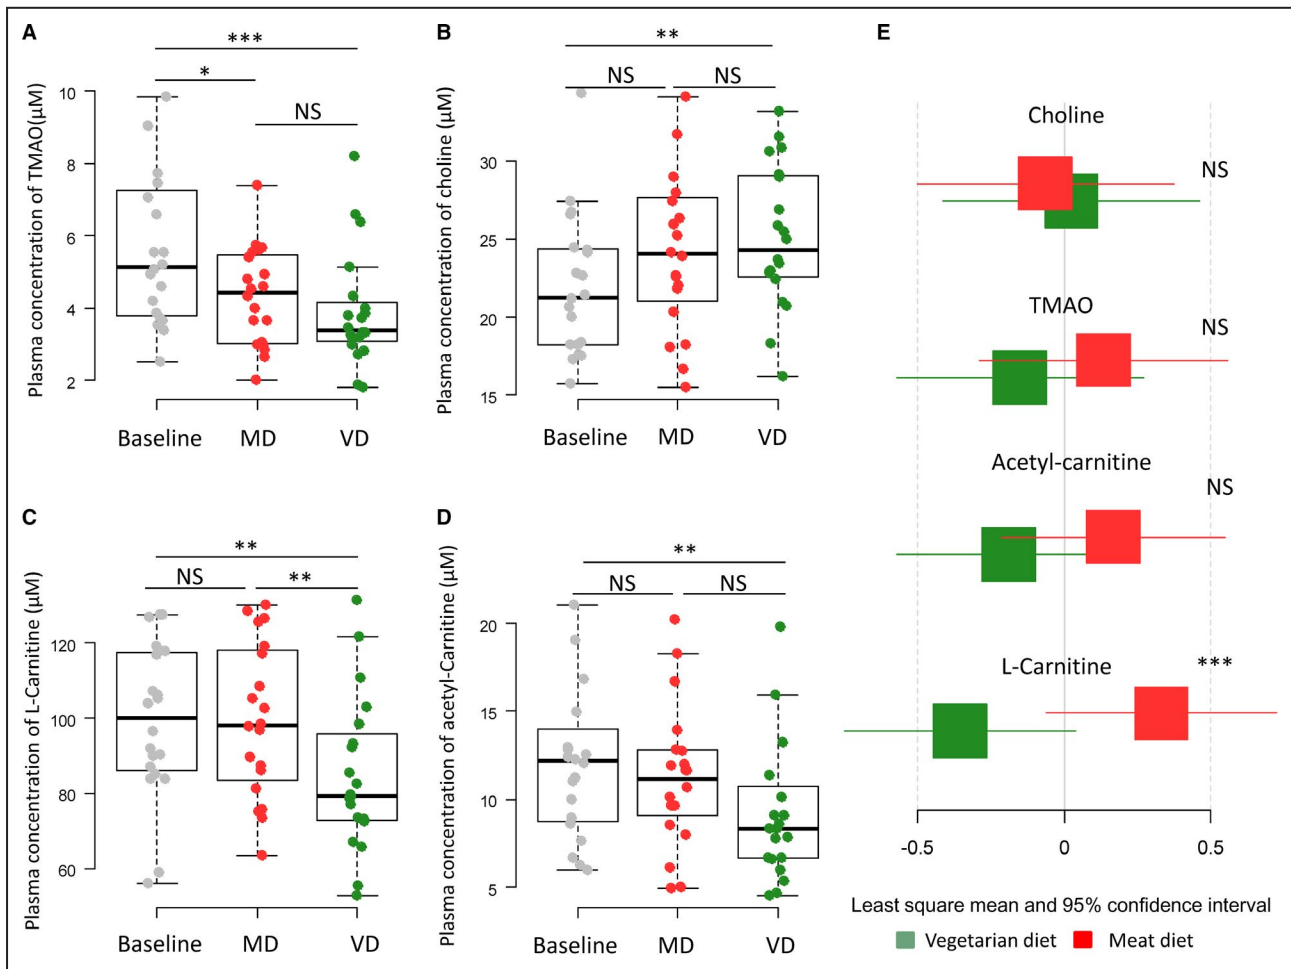 A
***
*
NS
Plasma concentration of TMAO(µM)
10
8
6
4
2
Baseline MD VD
B
**
NS NS
Plasma concentration of choline (µM)
30
25
20
15
Baseline MD VD
C
**
NS **
Plasma concentration of L-Carnitine (µM)
120
100
80
60
Baseline MD VD
D
**
NS NS
Plasma concentration of acetyl-Carnitine (µM)
20
15
10
5
Baseline MD VD
E
Choline
NS
TMAO
NS
Acetyl-carnitine
NS
L-Carnitine
***
-0.5 0 0.5
Least square mean and 95% confidence interval
Vegetarian diet Meat diet